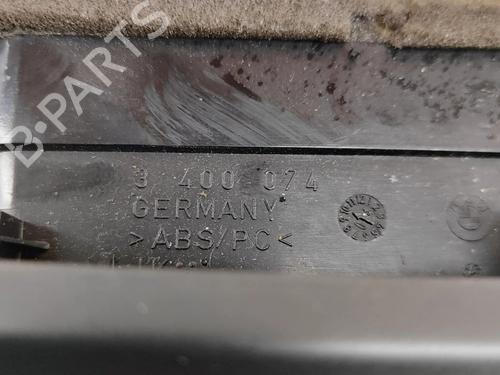 B-PARTS
3 400 074
GERMANY
>ABS/PC<